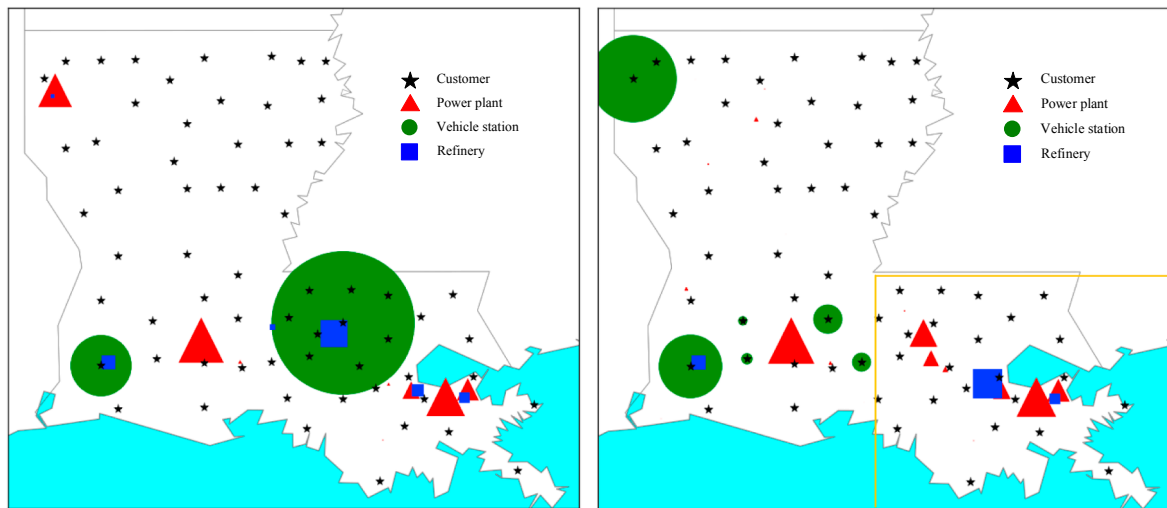 Customer
Power plant
Vehicle station
Refinery
Customer
Power plant
Vehicle station
Refinery